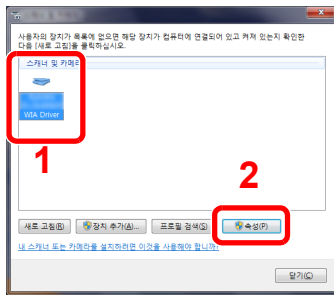 사용자의 장치가 목록에 없으면 해당 장치가 컴퓨터에 연결되어 있고 켜져 있는지 확인한
다음 [새로 고침]을 클릭하십시오.
스캐너 및 카메라
WIA Driver
1
2
새로 고침(R)
장치 추가(A)...
프로필 검색(S)
속성(P)
내 스캐너 또는 카메라를 설치하려면 이것을 사용해야 합니까?
닫기(C)